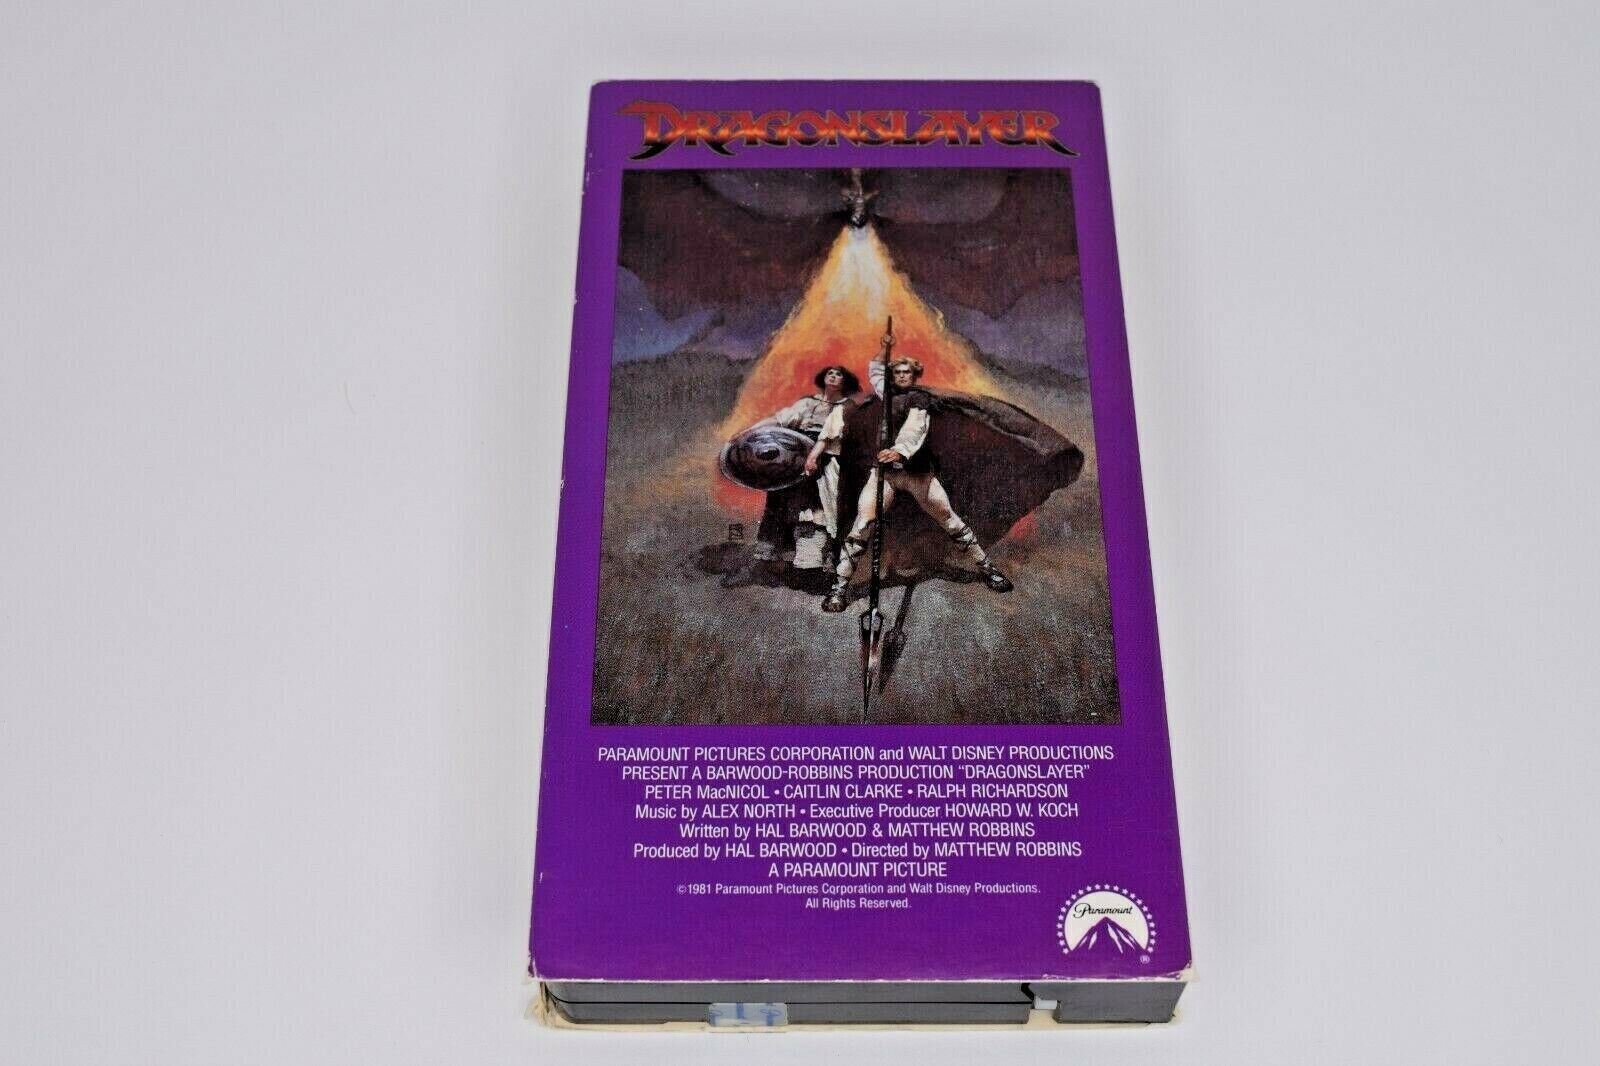 DRAGONSLAYER
PARAMOUNT PICTURES CORPORATION and WALT DISNEY PRODUCTIONS
PRESENT A BARWOOD-ROBBINS PRODUCTION "DRAGONSLAYER"
PETER MacNICOL • CAITLIN CLARKE • RALPH RICHARDSON
Music by ALEX NORTH • Executive Producer HOWARD W. KOCH
Written by HAL BARWOOD & MATTHEW ROBBINS
Produced by HAL BARWOOD • Directed by MATTHEW ROBBINS
A PARAMOUNT PICTURE
©1981 Paramount Pictures Corporation and Walt Disney Productions.
All Rights Reserved.
Paramount
®